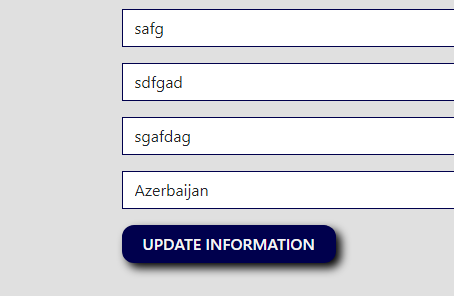 safg
sdfgad
sgafdag
Azerbaijan
UPDATE INFORMATION